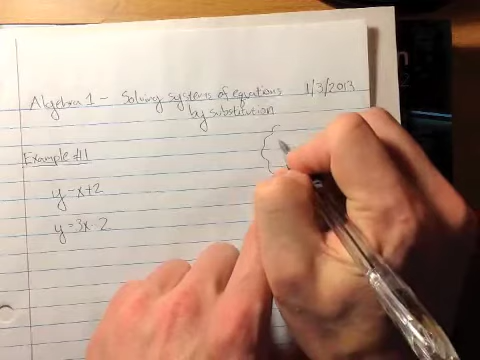 Algebra 1 - Solving systems of equations 1/3/2013
by substitution
Example #1
y = x + 2
y = 3x - 2